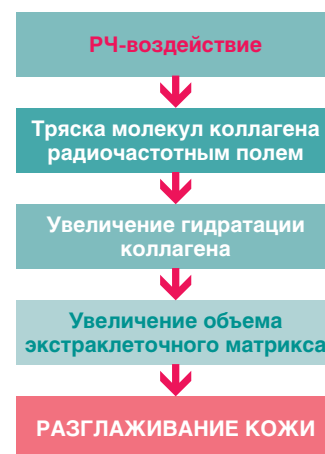 РЧ-воздействие
Тряска молекул коллагена
радиочастотным полем
Увеличение гидратации
коллагена
Увеличение объема
экстраклеточного матрикса
РАЗГЛАЖИВАНИЕ КОЖИ